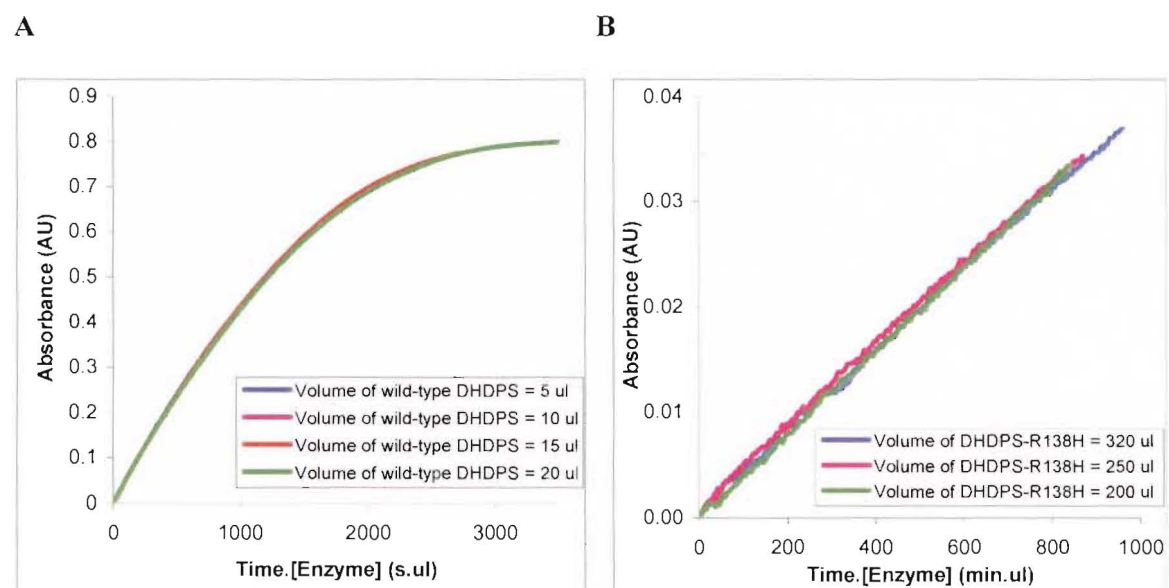 A
Absorbance (AU)
0.9
0.8
0.7
0.6
0.5
0.4
0.3
0.2
0.1
0
0
1000
2000
3000
Time.[Enzyme] (s.ul)
Volume of wild-type DHDPS = 5 ul
Volume of wild-type DHDPS = 10 ul
Volume of wild-type DHDPS = 15 ul
Volume of wild-type DHDPS = 20 ul
B
Absorbance (AU)
0.04
0.03
0.02
0.01
0.00
0
200
400
600
800
1000
Time.[Enzyme] (min.ul)
Volume of DHDPS-R138H = 320 ul
Volume of DHDPS-R138H = 250 ul
Volume of DHDPS-R138H = 200 ul